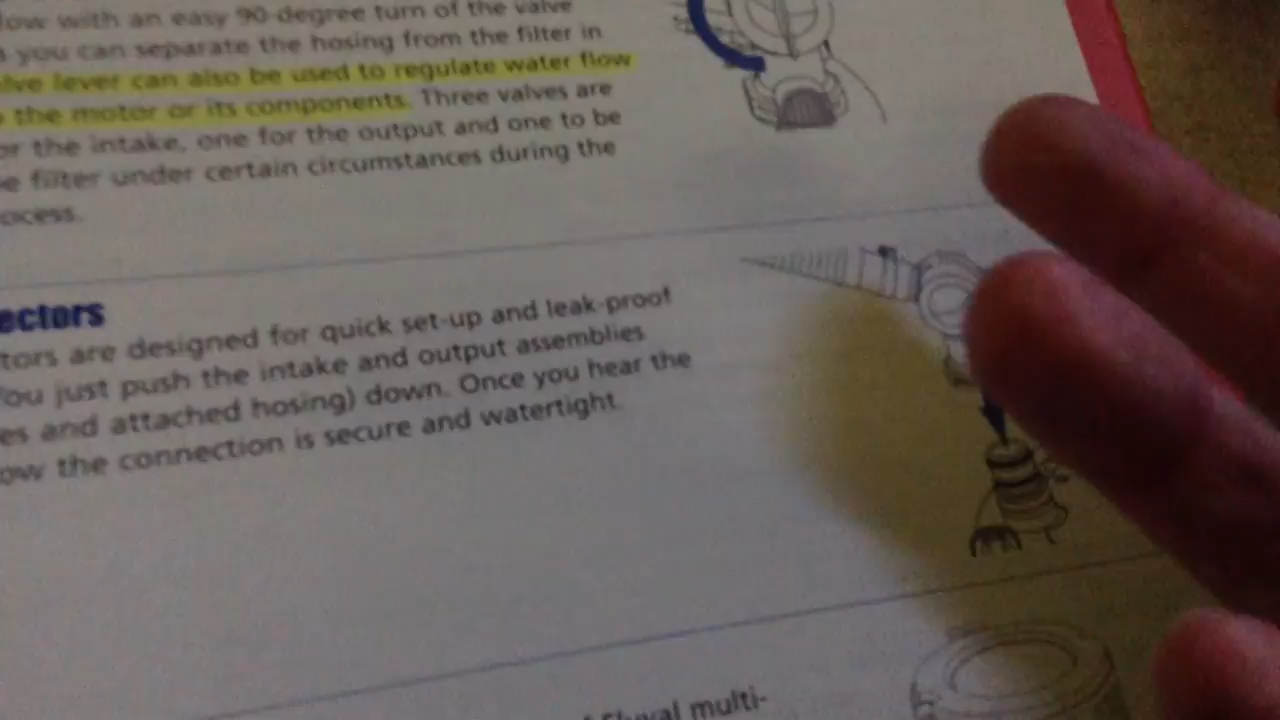 low with an easy 90-degree turn of the valve
s you can separate the hosing from the filter in
lve lever can also be used to regulate water flow
the motor or its components. Three valves are
or the intake, one for the output and one to be
e filter under certain circumstances during the
ocess.
ectors
tors are designed for quick set-up and leak-proof
You just push the intake and output assemblies
es and attached hosing) down. Once you hear the
ow the connection is secure and watertight.
Fluval multi-